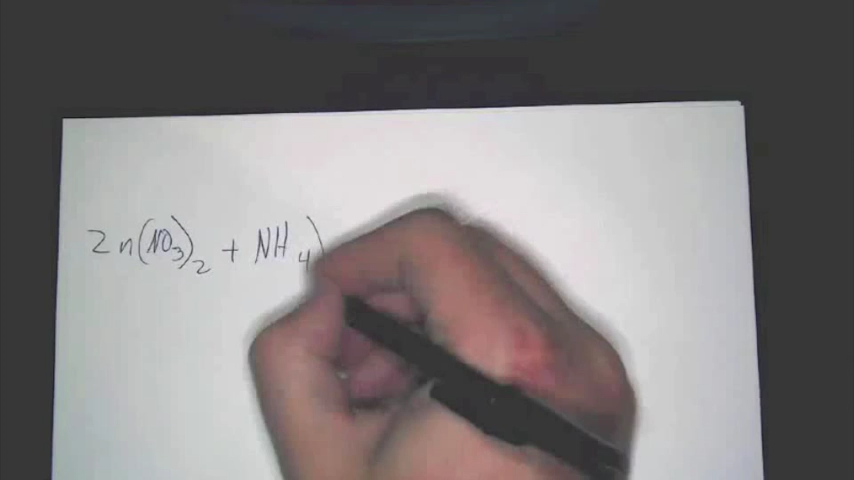 Zn(NO₃)₂ + NH₄)